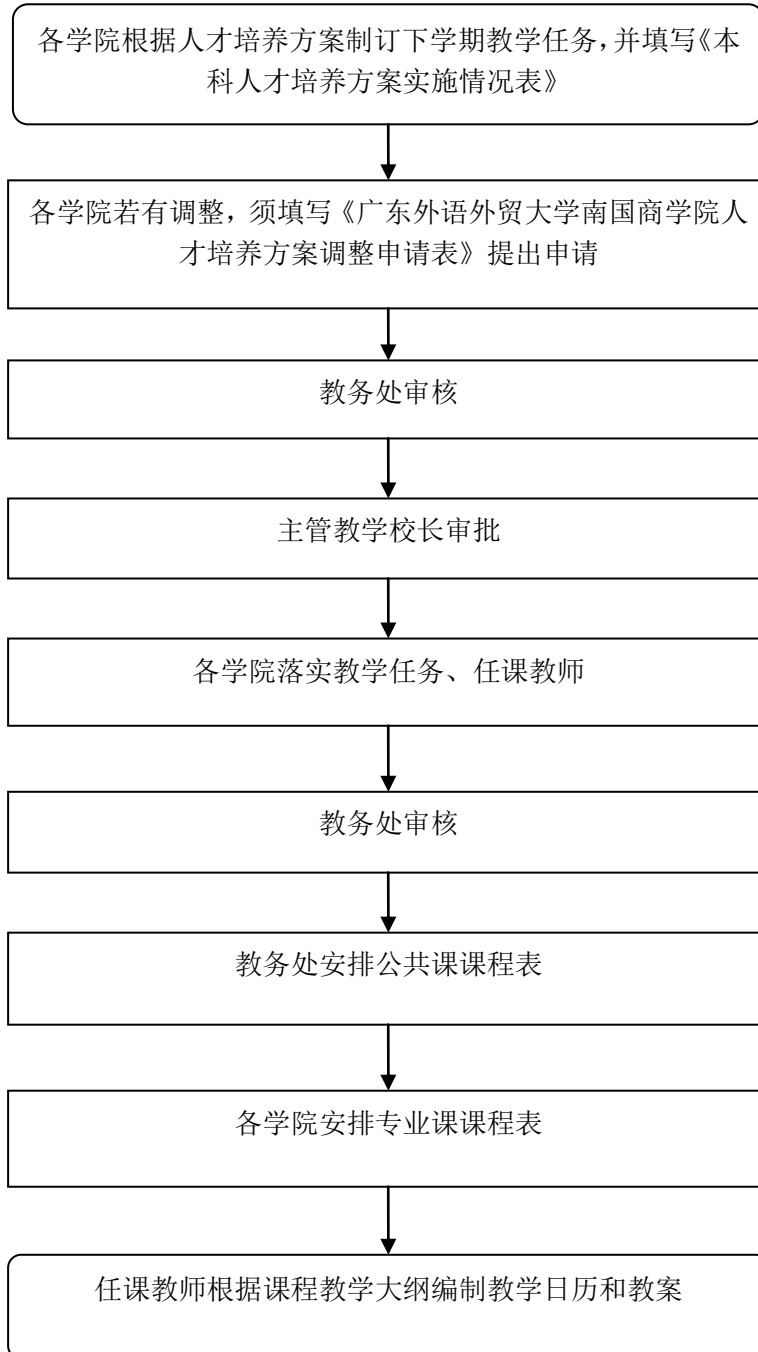 各学院根据人才培养方案制订下学期教学任务，并填写《本
科人才培养方案实施情况表》
各学院若有调整，须填写《广东外语外贸大学南国商学院人
才培养方案调整申请表》提出申请
教务处审核
主管教学校长审批
各学院落实教学任务、任课教师
教务处审核
教务处安排公共课课程表
各学院安排专业课课程表
任课教师根据课程教学大纲编制教学日历和教案